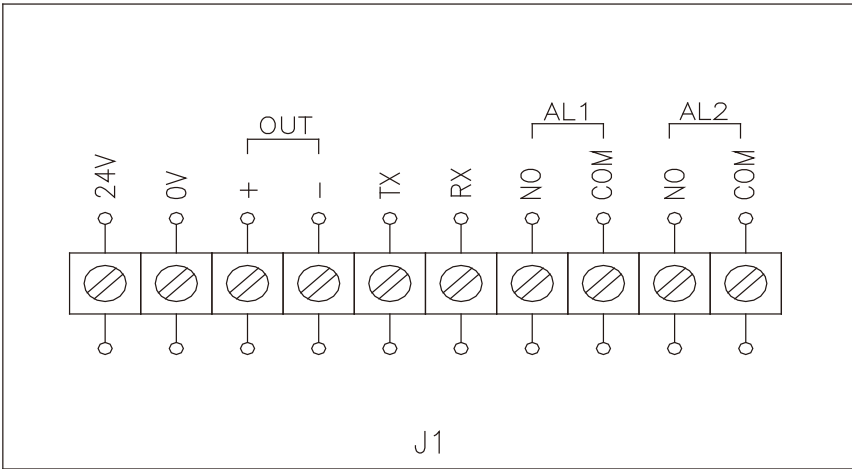 AL1 AL2
OUT
24V 0V + - TX RX NO COM NO COM
J1